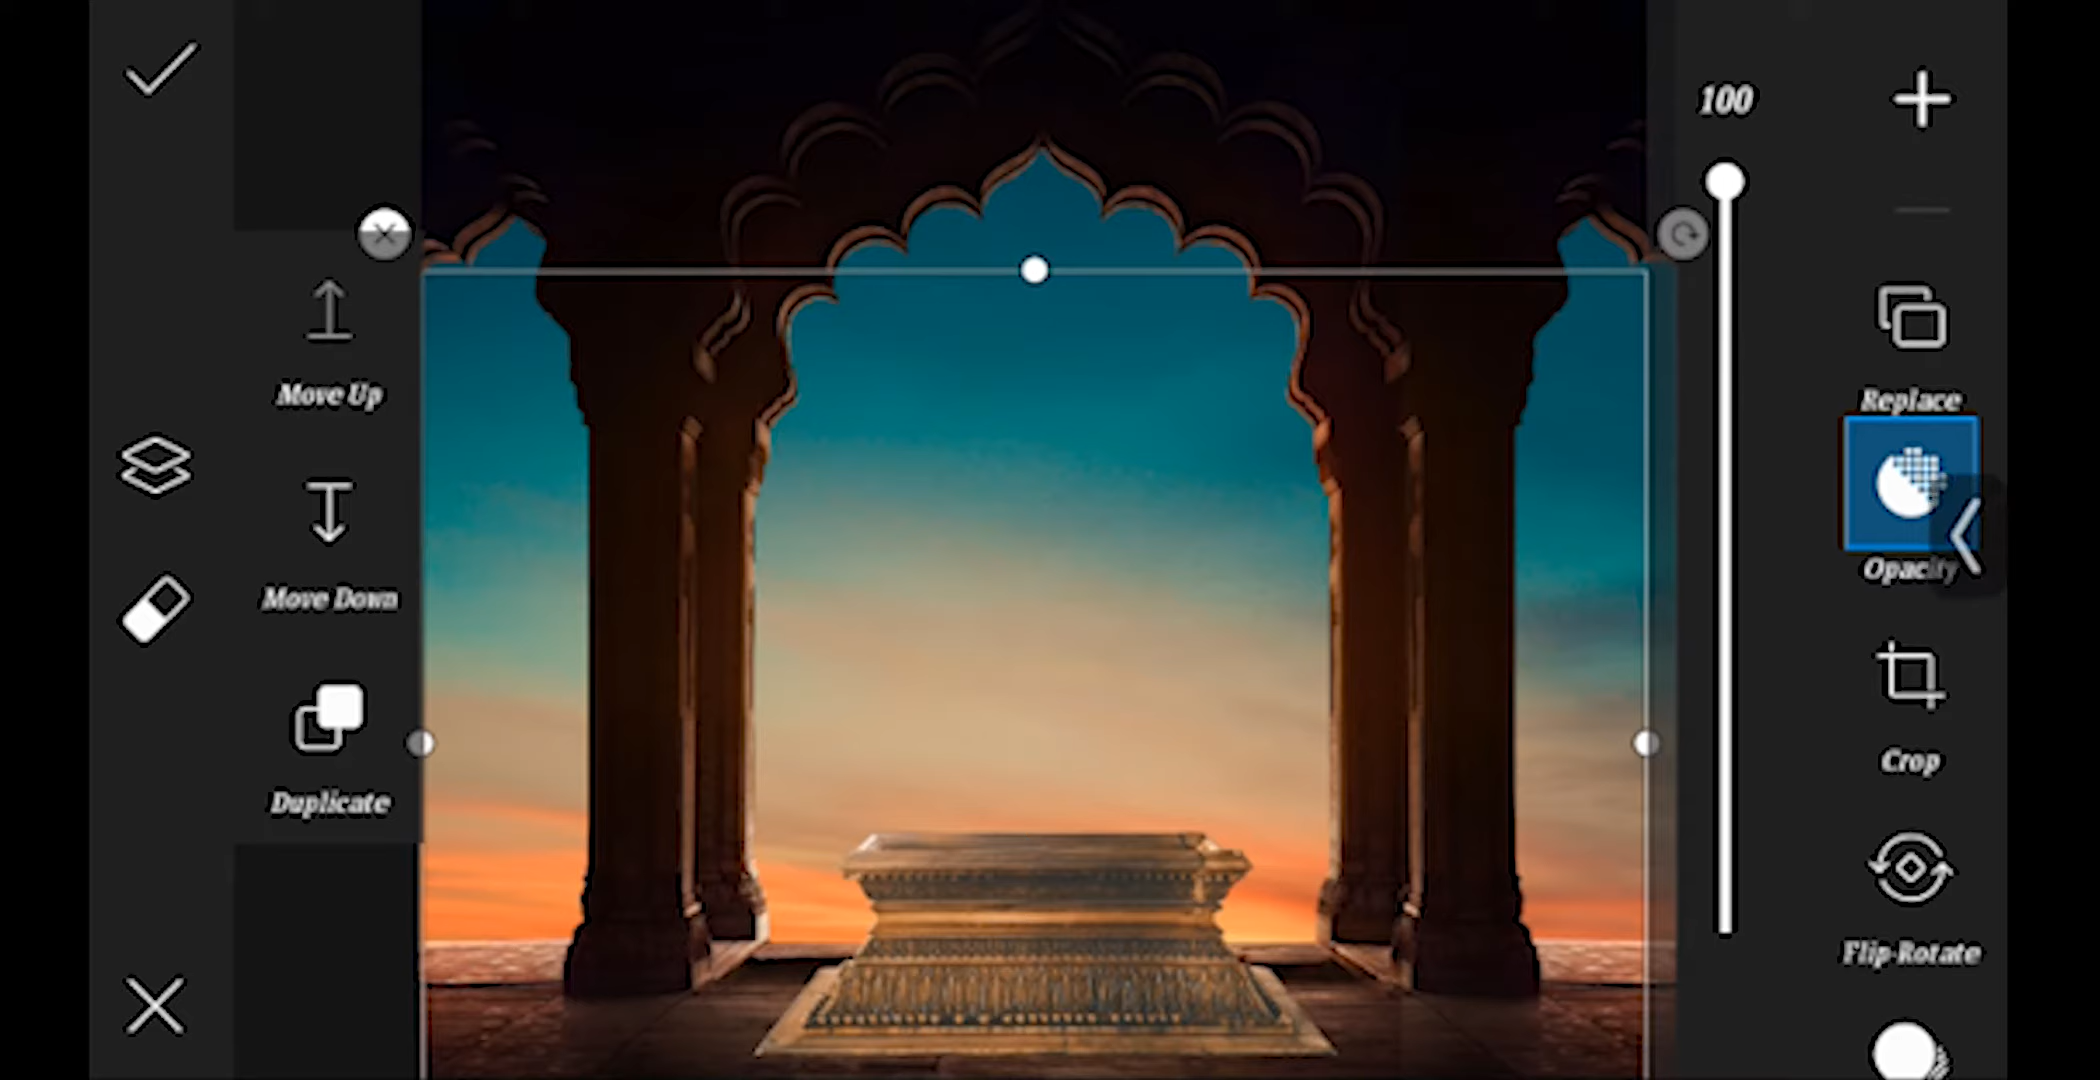 100
Move Up
Replace
Opacity
Move Down
Crop
Duplicate
Flip-Rotate